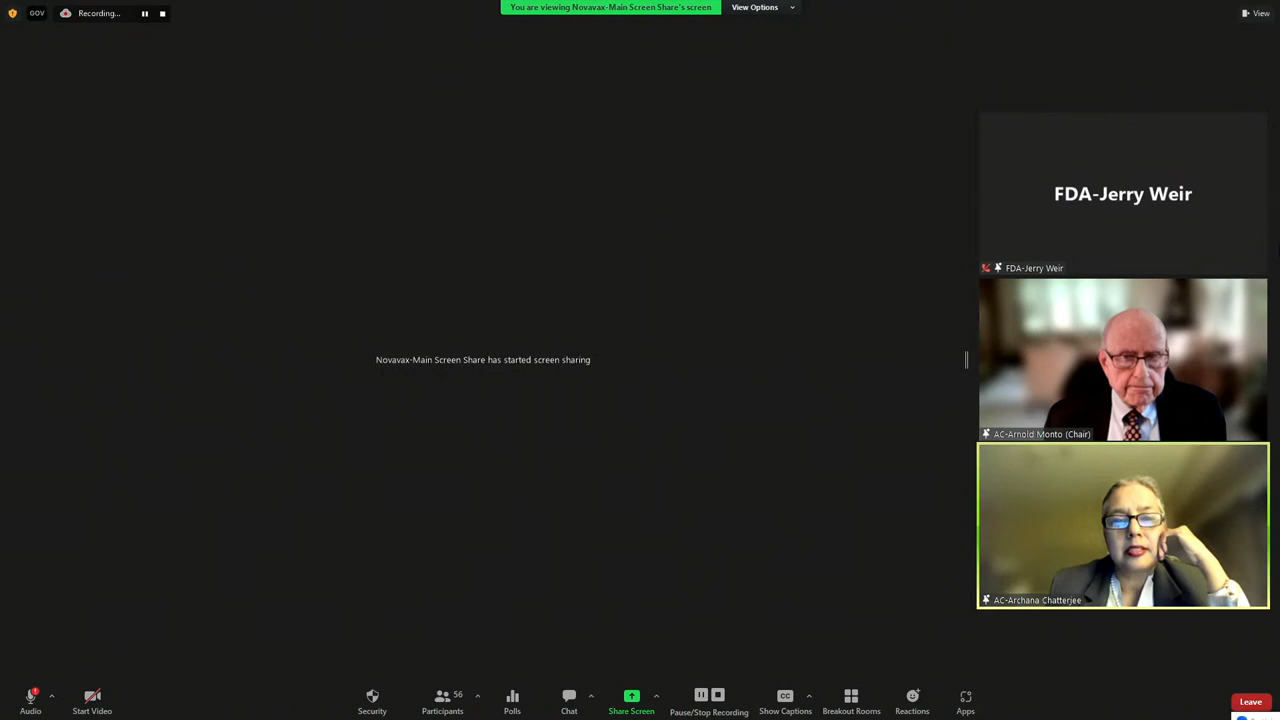 GOV
Recording...
You are viewing Novavax-Main Screen Share's screen
View Options
View
FDA-Jerry Weir
FDA-Jerry Weir
Novavax-Main Screen Share has started screen sharing
AC-Arnold Monto (Chair)
AC-Archana Chatterjee
Audio
Start Video
Security
Participants
56
Polls
Chat
Share Screen
Pause/Stop Recording
CC
Show Captions
Breakout Rooms
Reactions
Apps
Leave